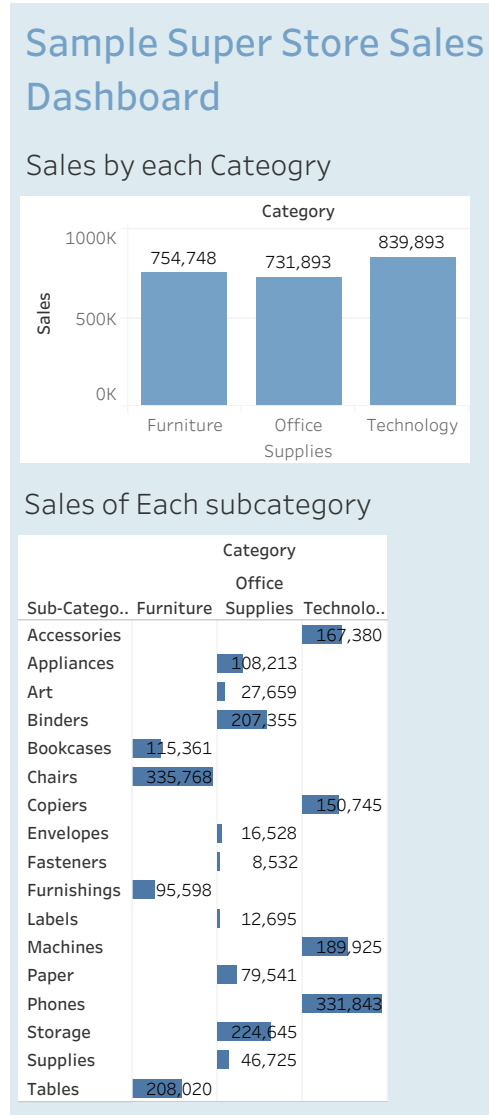 Sample Super Store Sales
Dashboard
Sales by each Cateogry
Category
1000K
500K
0K
Sales
754,748
731,893
839,893
Furniture
Office
Supplies
Technology
Sales of Each subcategory
Category
Office
Sub-Catego.. Furniture Supplies Technolo..
Accessories 167,380
Appliances 108,213
Art 27,659
Binders 207,355
Bookcases 115,361
Chairs 335,768
Copiers 150,745
Envelopes 16,528
Fasteners 8,532
Furnishings 95,598
Labels 12,695
Machines 189,925
Paper 79,541
Phones 331,843
Storage 224,645
Supplies 46,725
Tables 208,020